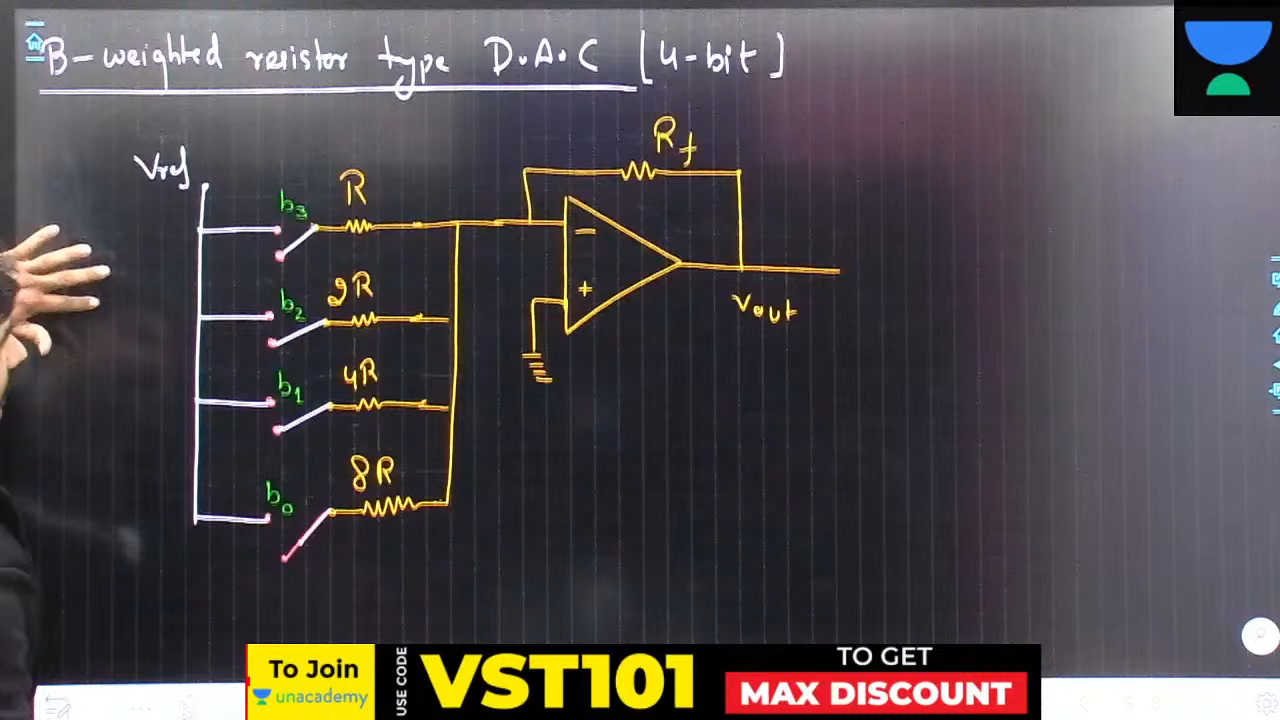 B-weighted resistor type D.A.C [4-bit]
Vref
b3
R
Rf
b2
2R
-
+
Vout
b1
4R
b0
8R
To Join
unacademy
USE CODE
VST101
TO GET
MAX DISCOUNT